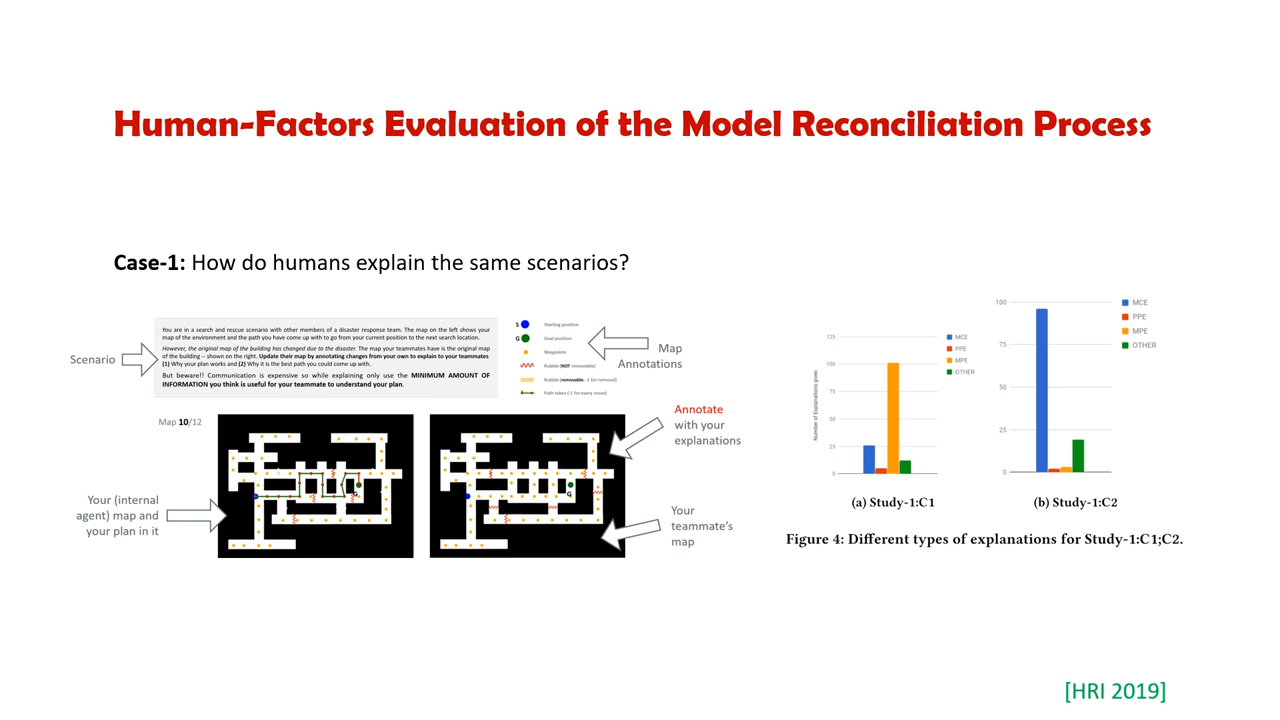 Human-Factors Evaluation of the Model Reconciliation Process
Case-1: How do humans explain the same scenarios?
Scenario
You are in a search and rescue scenario with other members of a disaster response team. The map on the left shows your
map of the environment and the path you have come up with to go from your current position to the next search location.
However, the original map of the building has changed due to the disaster. The map your teammates have is the original map
of the building – shown on the right. Update their map by annotating changes from your own to explain to your teammates
(1) Why your plan works and (2) Why it is the best path you could come up with.
But beware!! Communication is expensive so while explaining only use the MINIMUM AMOUNT OF
INFORMATION you think is useful for your teammate to understand your plan.
S Starting position
G Goal position
Waypoints
Rubble (NOT removable)
Rubble (removable, -1 for removal)
Path taken (-1 for every move)
Map
Annotations
Map 10/12
Your (internal
agent) map and
your plan in it
G
G
Annotate
with your
explanations
Your
teammate's
map
Number of Explanations given
125
100
75
50
25
0
MCE
PPE
MPE
OTHER
(a) Study-1:C1
100
75
50
25
0
MCE
PPE
MPE
OTHER
(b) Study-1:C2
Figure 4: Different types of explanations for Study-1:C1;C2.
[HRI 2019]